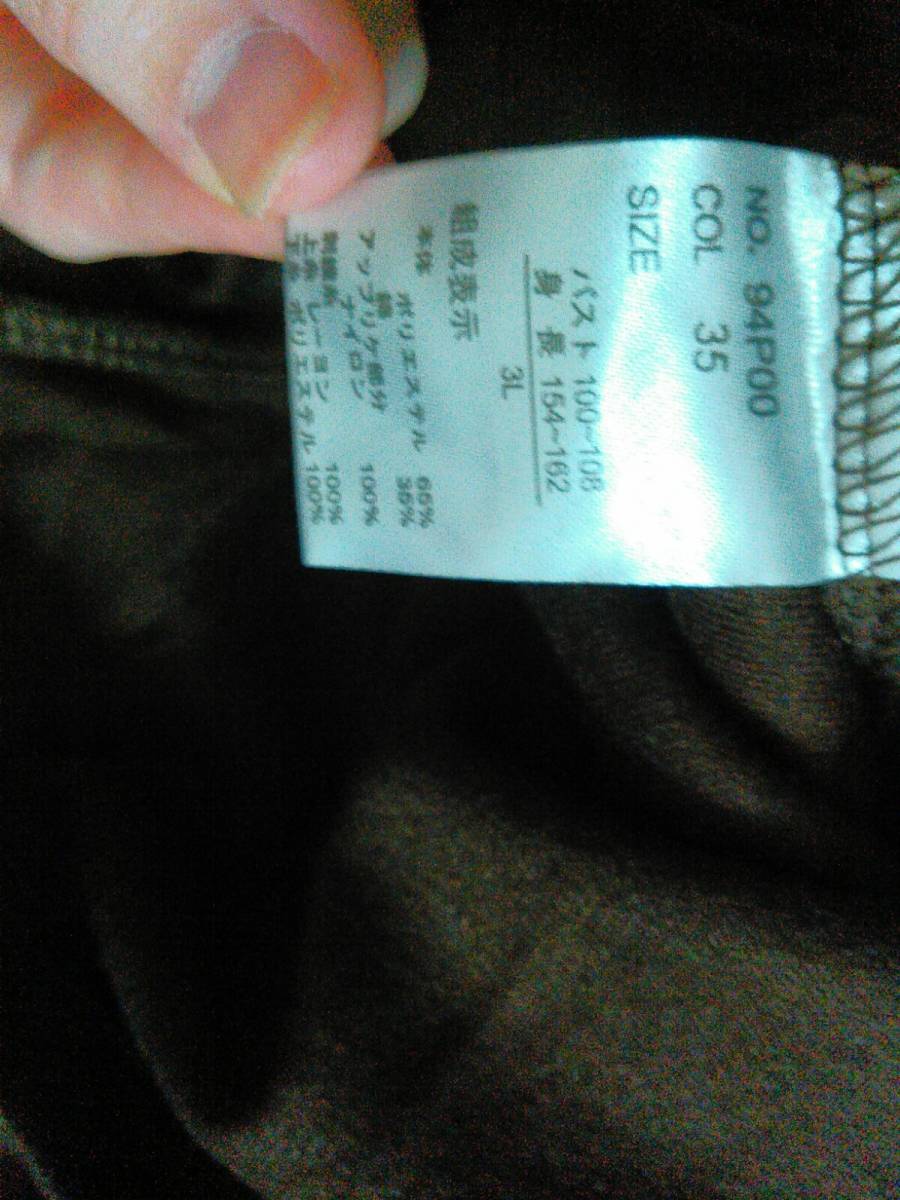 NO. 94P00
COL 35
SIZE
バスト 100~108
身長 154~162
3L
組成表示
本体
ポリエステル 65%
綿 35%
アップリケ部分
ナイロン 100%
刺繍糸
上糸 レーヨン 100%
下糸 ポリエステル 100%